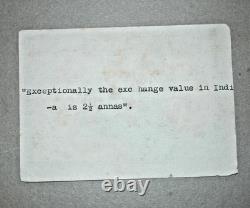 "Exceptionally the exc hange value in Indi
-a is 2½ annas".